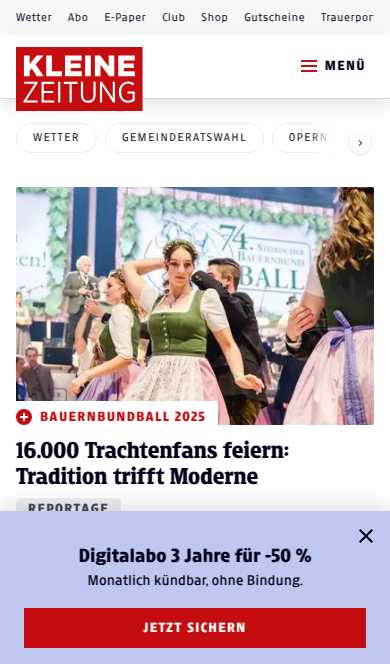 Wetter Abo E-Paper Club Shop Gutscheine
KLEINE
ZEITUNG
MENÜ
WETTER GEMEINDERATSWAHL OPERN
74. STEIRISCHER
BAUERNBUND
BALL
BAUERNBUNDBALL 2025
16.000 Trachtenfans feiern:
Tradition trifft Moderne
REPORTAGE
Digitalabo 3 Jahre für -50 %
Monatlich kündbar, ohne Bindung.
JETZT SICHERN